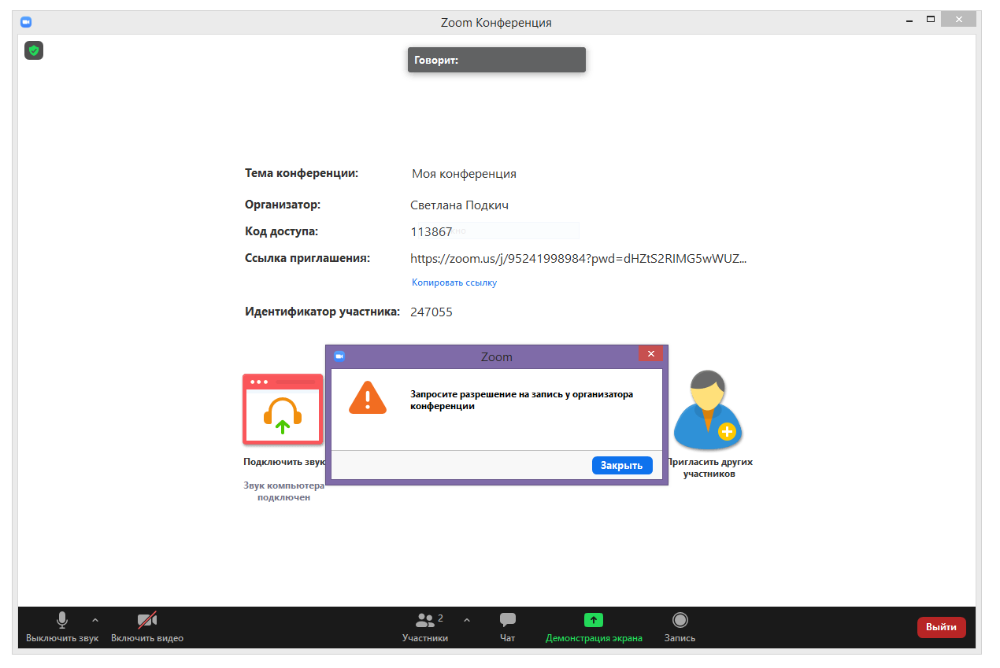 Zoom Конференция
Говорит:
Тема конференции: Моя конференция
Организатор: Светлана Подкич
Код доступа: 113867
Ссылка приглашения: https://zoom.us/j/95241998984?pwd=dHZtS2RIMG5wWUZ...
Копировать ссылку
Идентификатор участника: 247055
Zoom
Запросите разрешение на запись у организатора
конференции
Закрыть
Подключить звук
Звук компьютера
подключен
Пригласить других
участников
Выключить звук
Включить видео
2
Участники
Чат
Демонстрация экрана
Запись
Выйти